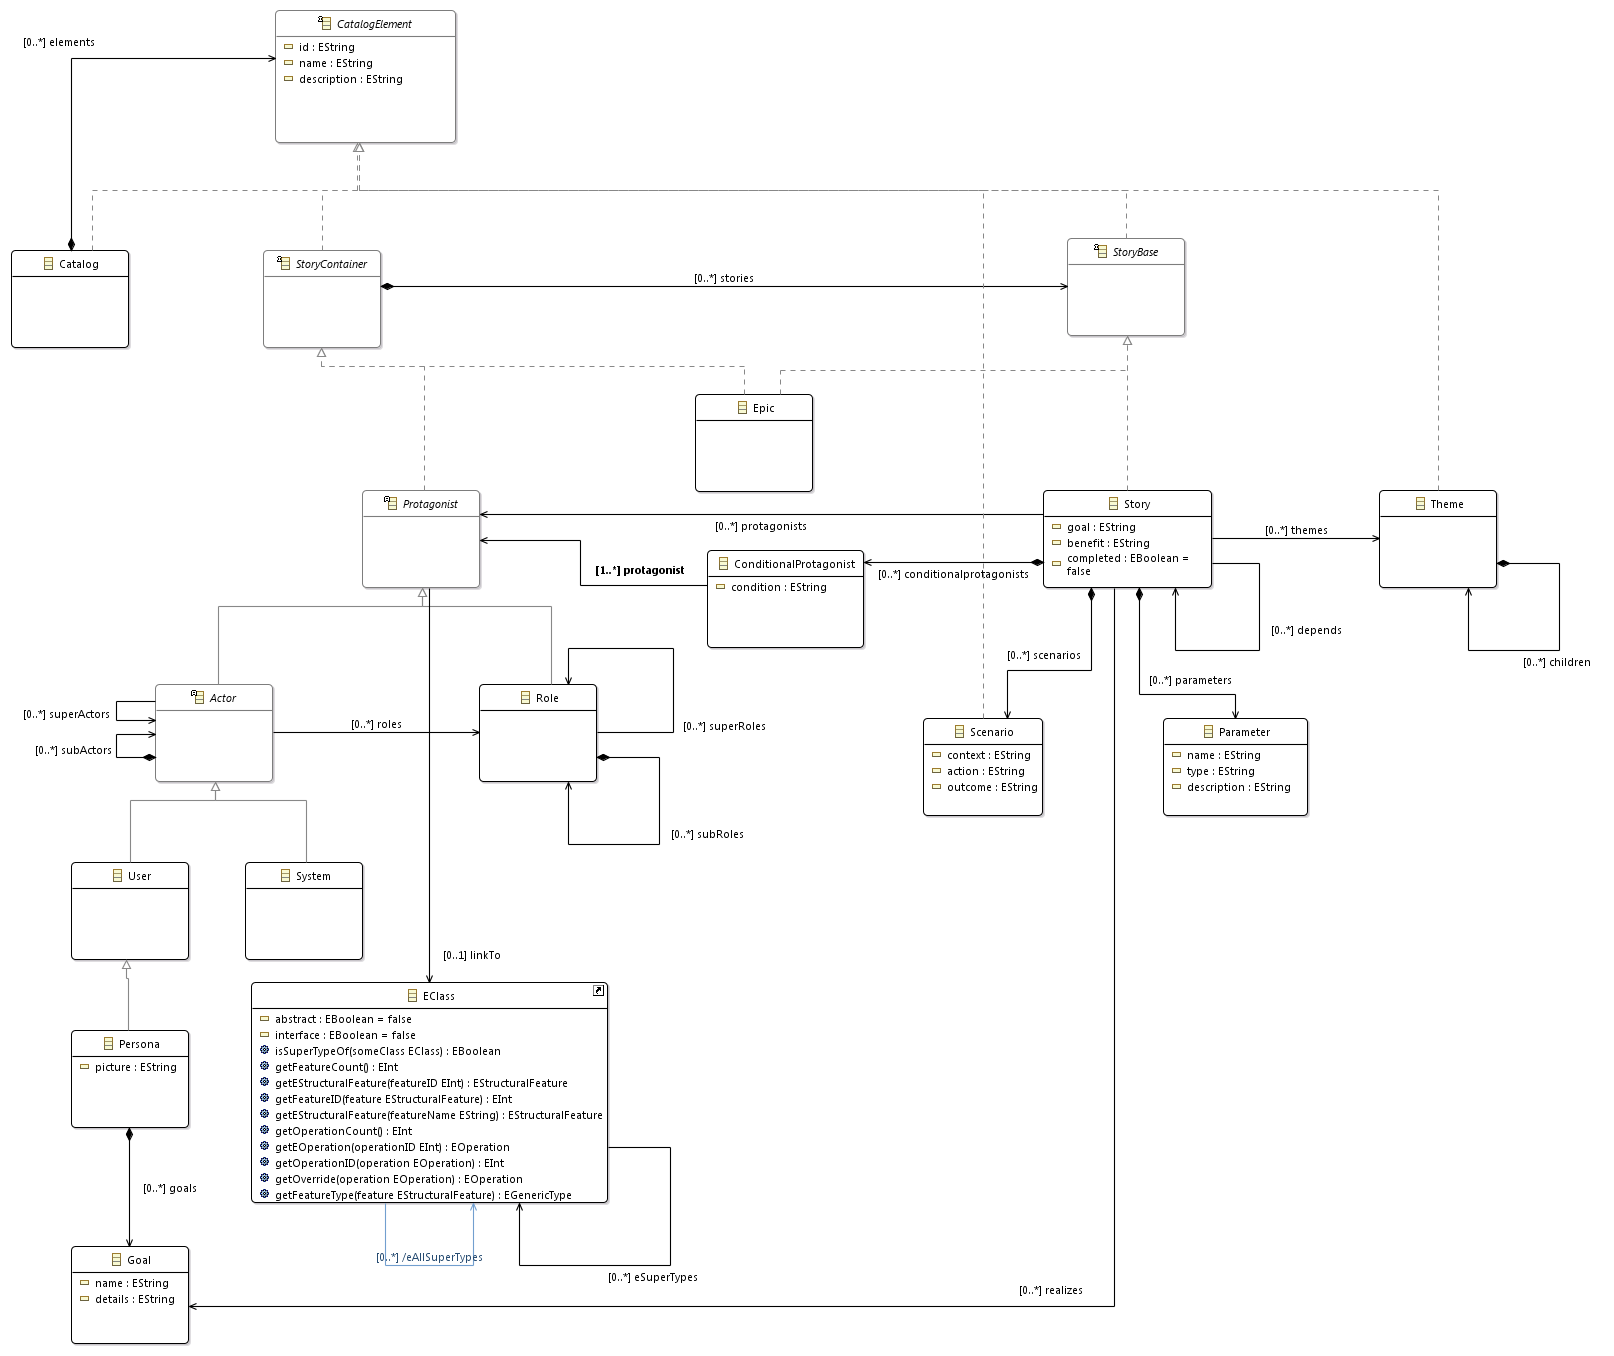 CatalogElement
id : EString
name : EString
description : EString
[0..*] elements
Catalog
StoryContainer
[0..*] stories
StoryBase
Epic
Protagonist
[0..*] protagonists
[1..*] protagonist
ConditionalProtagonist
condition : EString
[0..*] conditionalprotagonists
Story
goal : EString
benefit : EString
completed : EBoolean =
false
[0..*] themes
Theme
[0..*] depends
[0..*] children
[0..*] scenarios
[0..*] parameters
Actor
[0..*] superActors
[0..*] subActors
[0..*] roles
Role
[0..*] superRoles
[0..*] subRoles
Scenario
context : EString
action : EString
outcome : EString
Parameter
name : EString
type : EString
description : EString
User
System
[0..1] linkTo
Persona
picture : EString
EClass
abstract : EBoolean = false
interface : EBoolean = false
isSuperTypeOf(someClass EClass) : EBoolean
getFeatureCount() : EInt
getEStructuralFeature(featureID EInt) : EStructuralFeature
getFeatureID(feature EStructuralFeature) : EInt
getEStructuralFeature(featureName EString) : EStructuralFeature
getOperationCount() : EInt
getEOperation(operationID EInt) : EOperation
getOperationID(operation EOperation) : EInt
getOverride(operation EOperation) : EOperation
getFeatureType(feature EStructuralFeature) : EGenericType
[0..*] /eAllSuperTypes
[0..*] eSuperTypes
[0..*] goals
Goal
name : EString
details : EString
[0..*] realizes